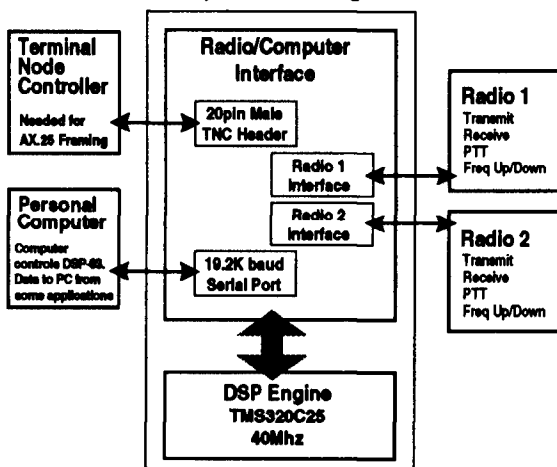 Terminal
Node
Controller
Needed for
AX.25 Framing
Personal
Computer
Computer
controls DSP-93.
Data to PC from
some applications
Radio/Computer
Interface
20pin Male
TNC Header
Radio 1
Interface
Radio 2
Interface
19.2K baud
Serial Port
DSP Engine
TMS320C25
40Mhz
Radio 1
Transmit
Receive
PTT
Freq Up/Down
Radio 2
Transmit
Receive
PTT
Freq Up/Down